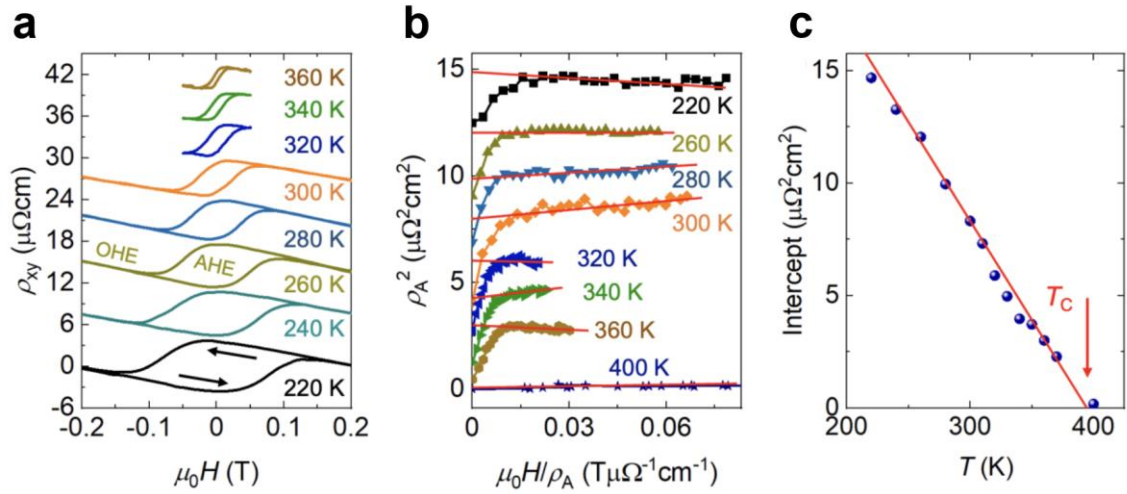 a
42
36
30
24
18
12
6
0
-6
ρxy (μΩcm)
360 K
340 K
320 K
300 K
280 K
OHE
AHE
260 K
240 K
220 K
-0.2
-0.1
0
0.1
0.2
μ₀H (T)
b
15
10
5
0
ρA² (μΩ²cm²)
220 K
260 K
280 K
300 K
320 K
340 K
360 K
400 K
0
0.03
0.06
μ₀H/ρA (TμΩ⁻¹cm⁻¹)
c
15
10
5
0
Intercept (μΩ²cm²)
TC
200
300
400
T (K)